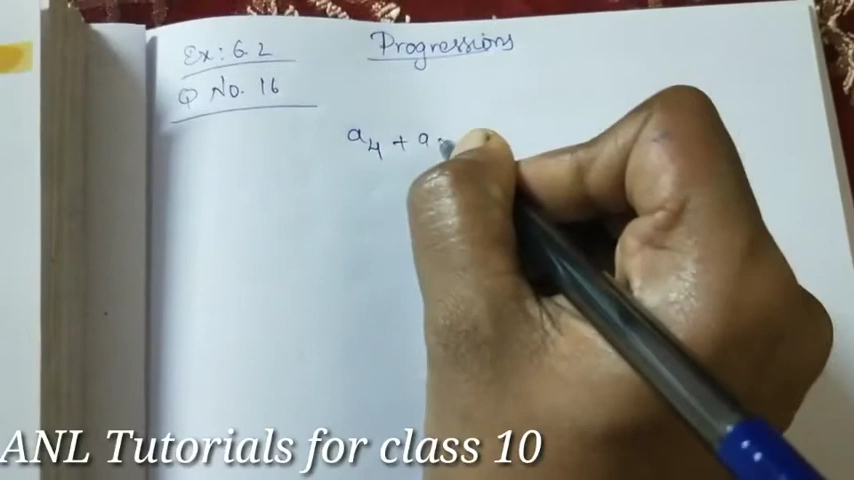 Ex: 6.2
Progressions
Q No. 16
a₄ + a
ANL Tutorials for class 10